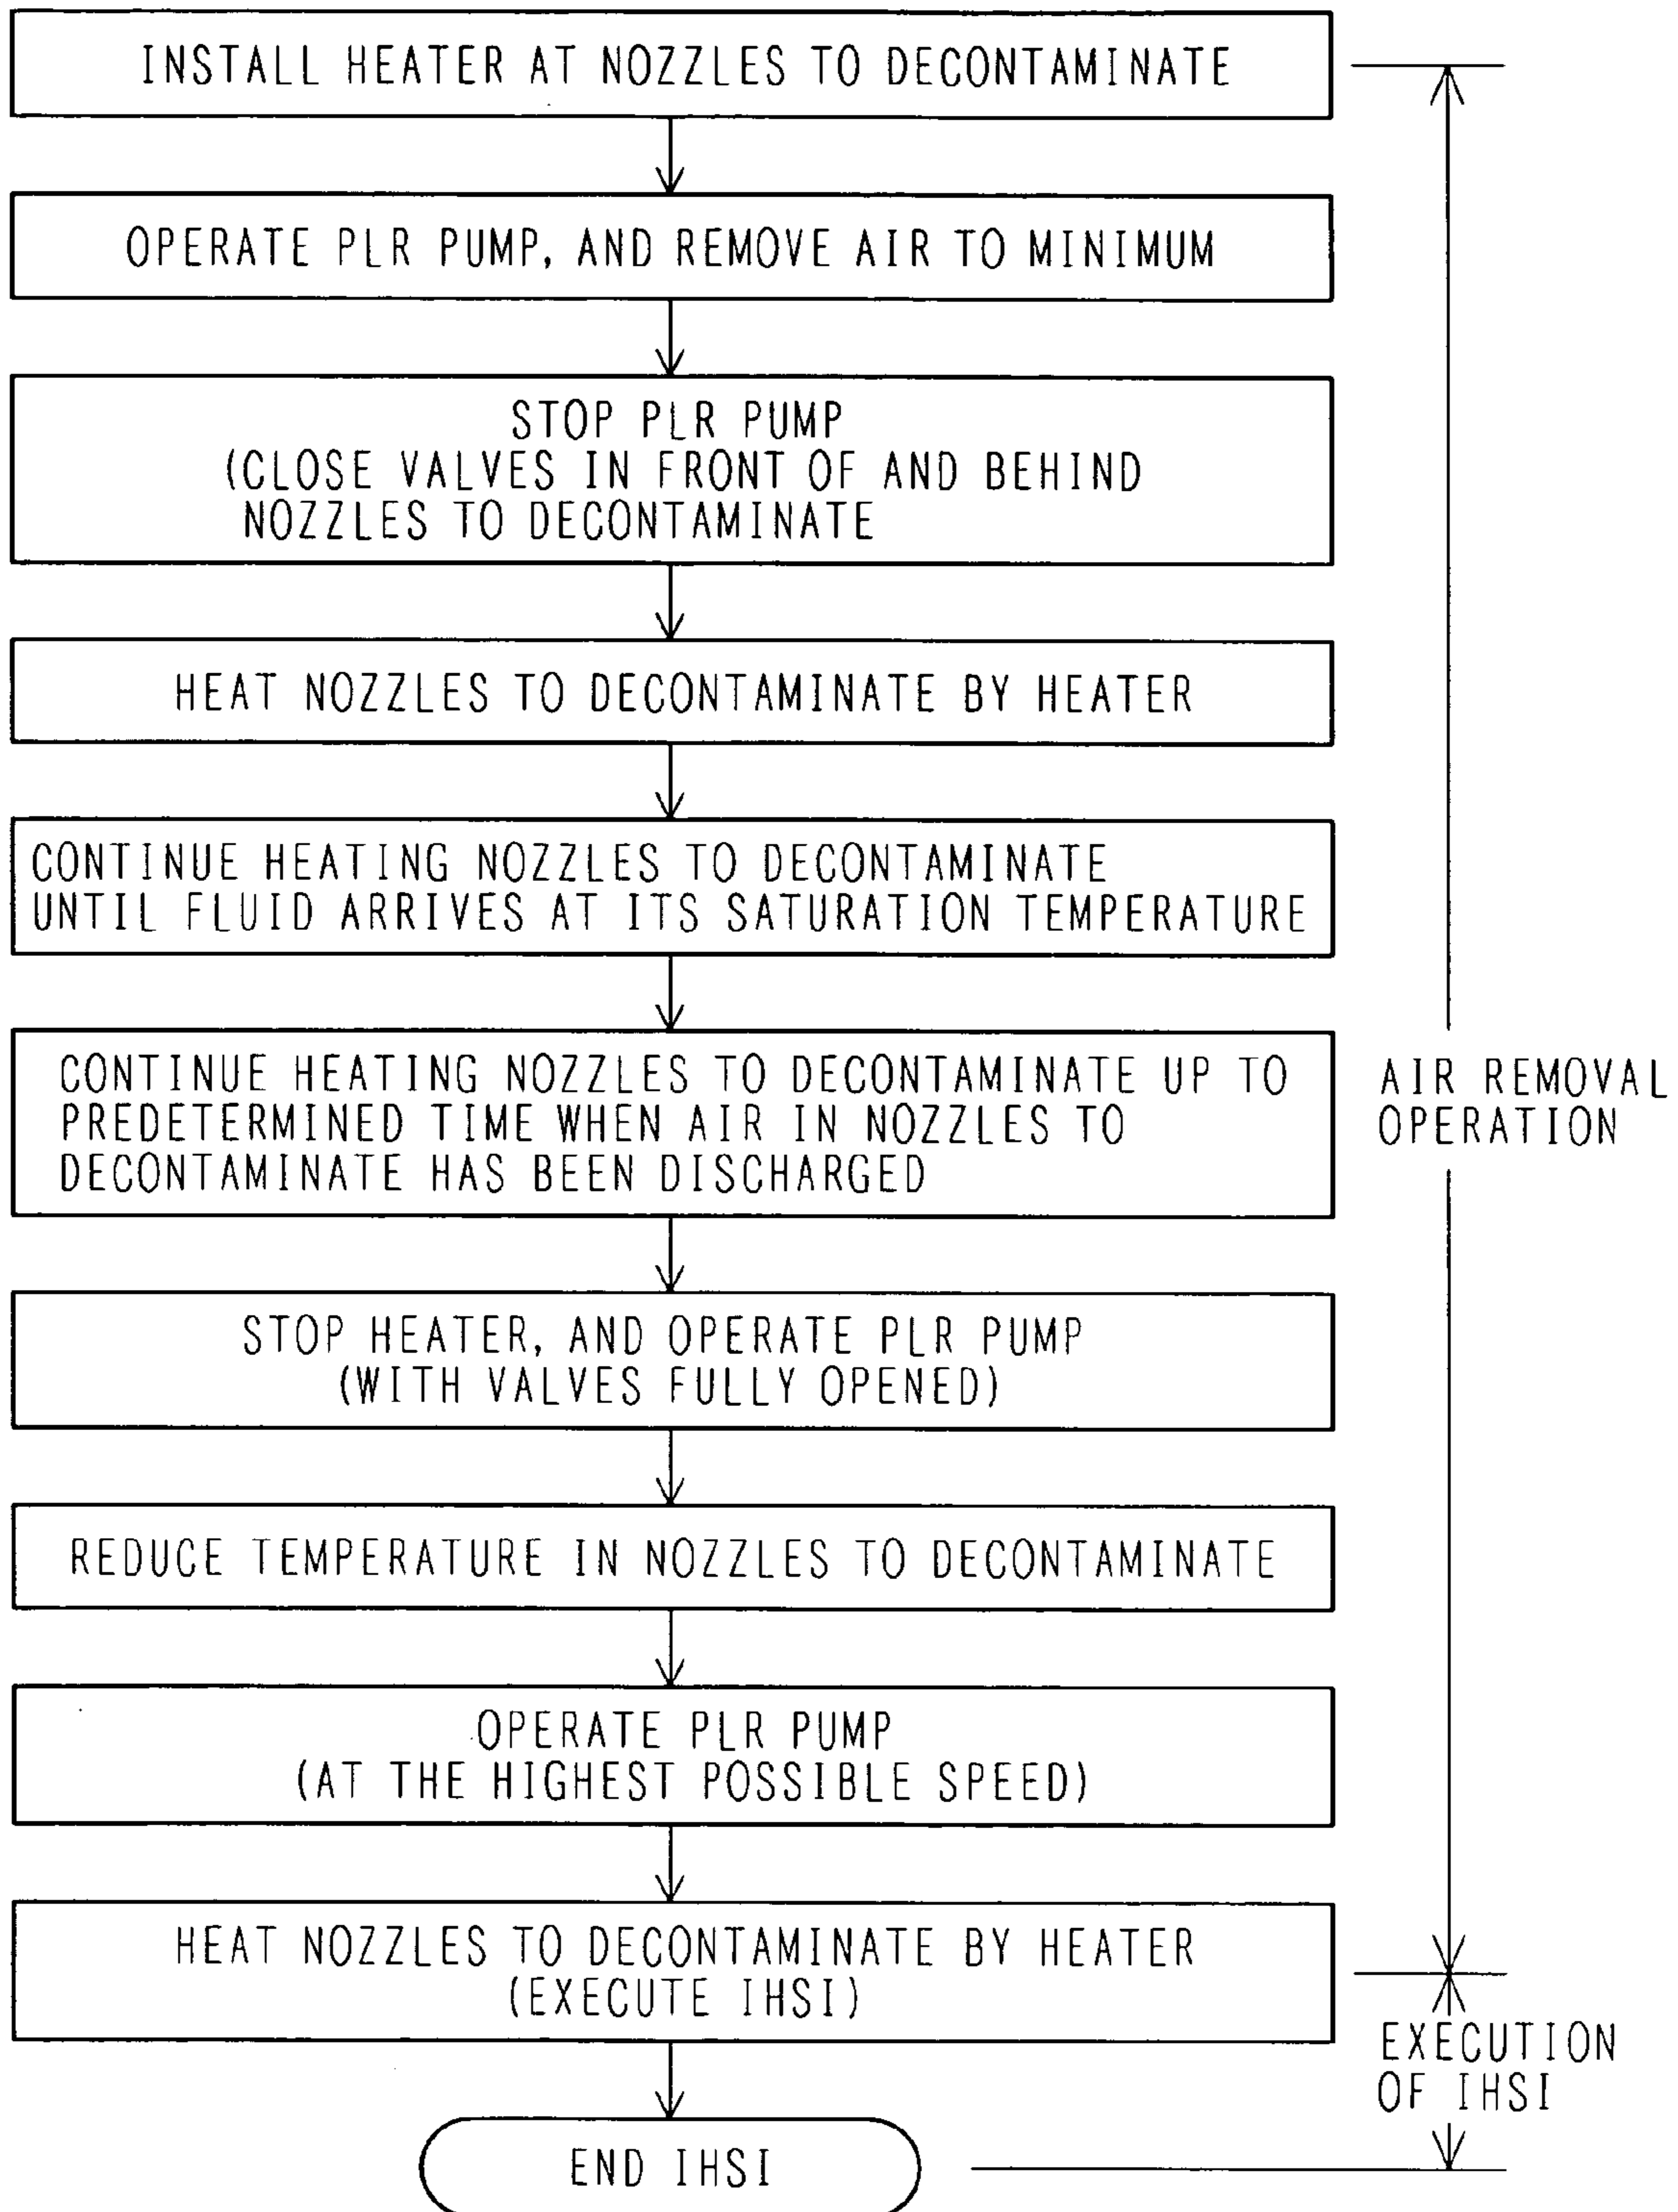 INSTALL HEATER AT NOZZLES TO DECONTAMINATE
OPERATE PLR PUMP, AND REMOVE AIR TO MINIMUM
STOP PLR PUMP
(CLOSE VALVES IN FRONT OF AND BEHIND
NOZZLES TO DECONTAMINATE
HEAT NOZZLES TO DECONTAMINATE BY HEATER
CONTINUE HEATING NOZZLES TO DECONTAMINATE
UNTIL FLUID ARRIVES AT ITS SATURATION TEMPERATURE
CONTINUE HEATING NOZZLES TO DECONTAMINATE UP TO
PREDETERMINED TIME WHEN AIR IN NOZZLES TO
DECONTAMINATE HAS BEEN DISCHARGED
AIR REMOVAL
OPERATION
STOP HEATER, AND OPERATE PLR PUMP
(WITH VALVES FULLY OPENED)
REDUCE TEMPERATURE IN NOZZLES TO DECONTAMINATE
OPERATE PLR PUMP
(AT THE HIGHEST POSSIBLE SPEED)
HEAT NOZZLES TO DECONTAMINATE BY HEATER
(EXECUTE IHSI)
EXECUTION
OF IHSI
END IHSI